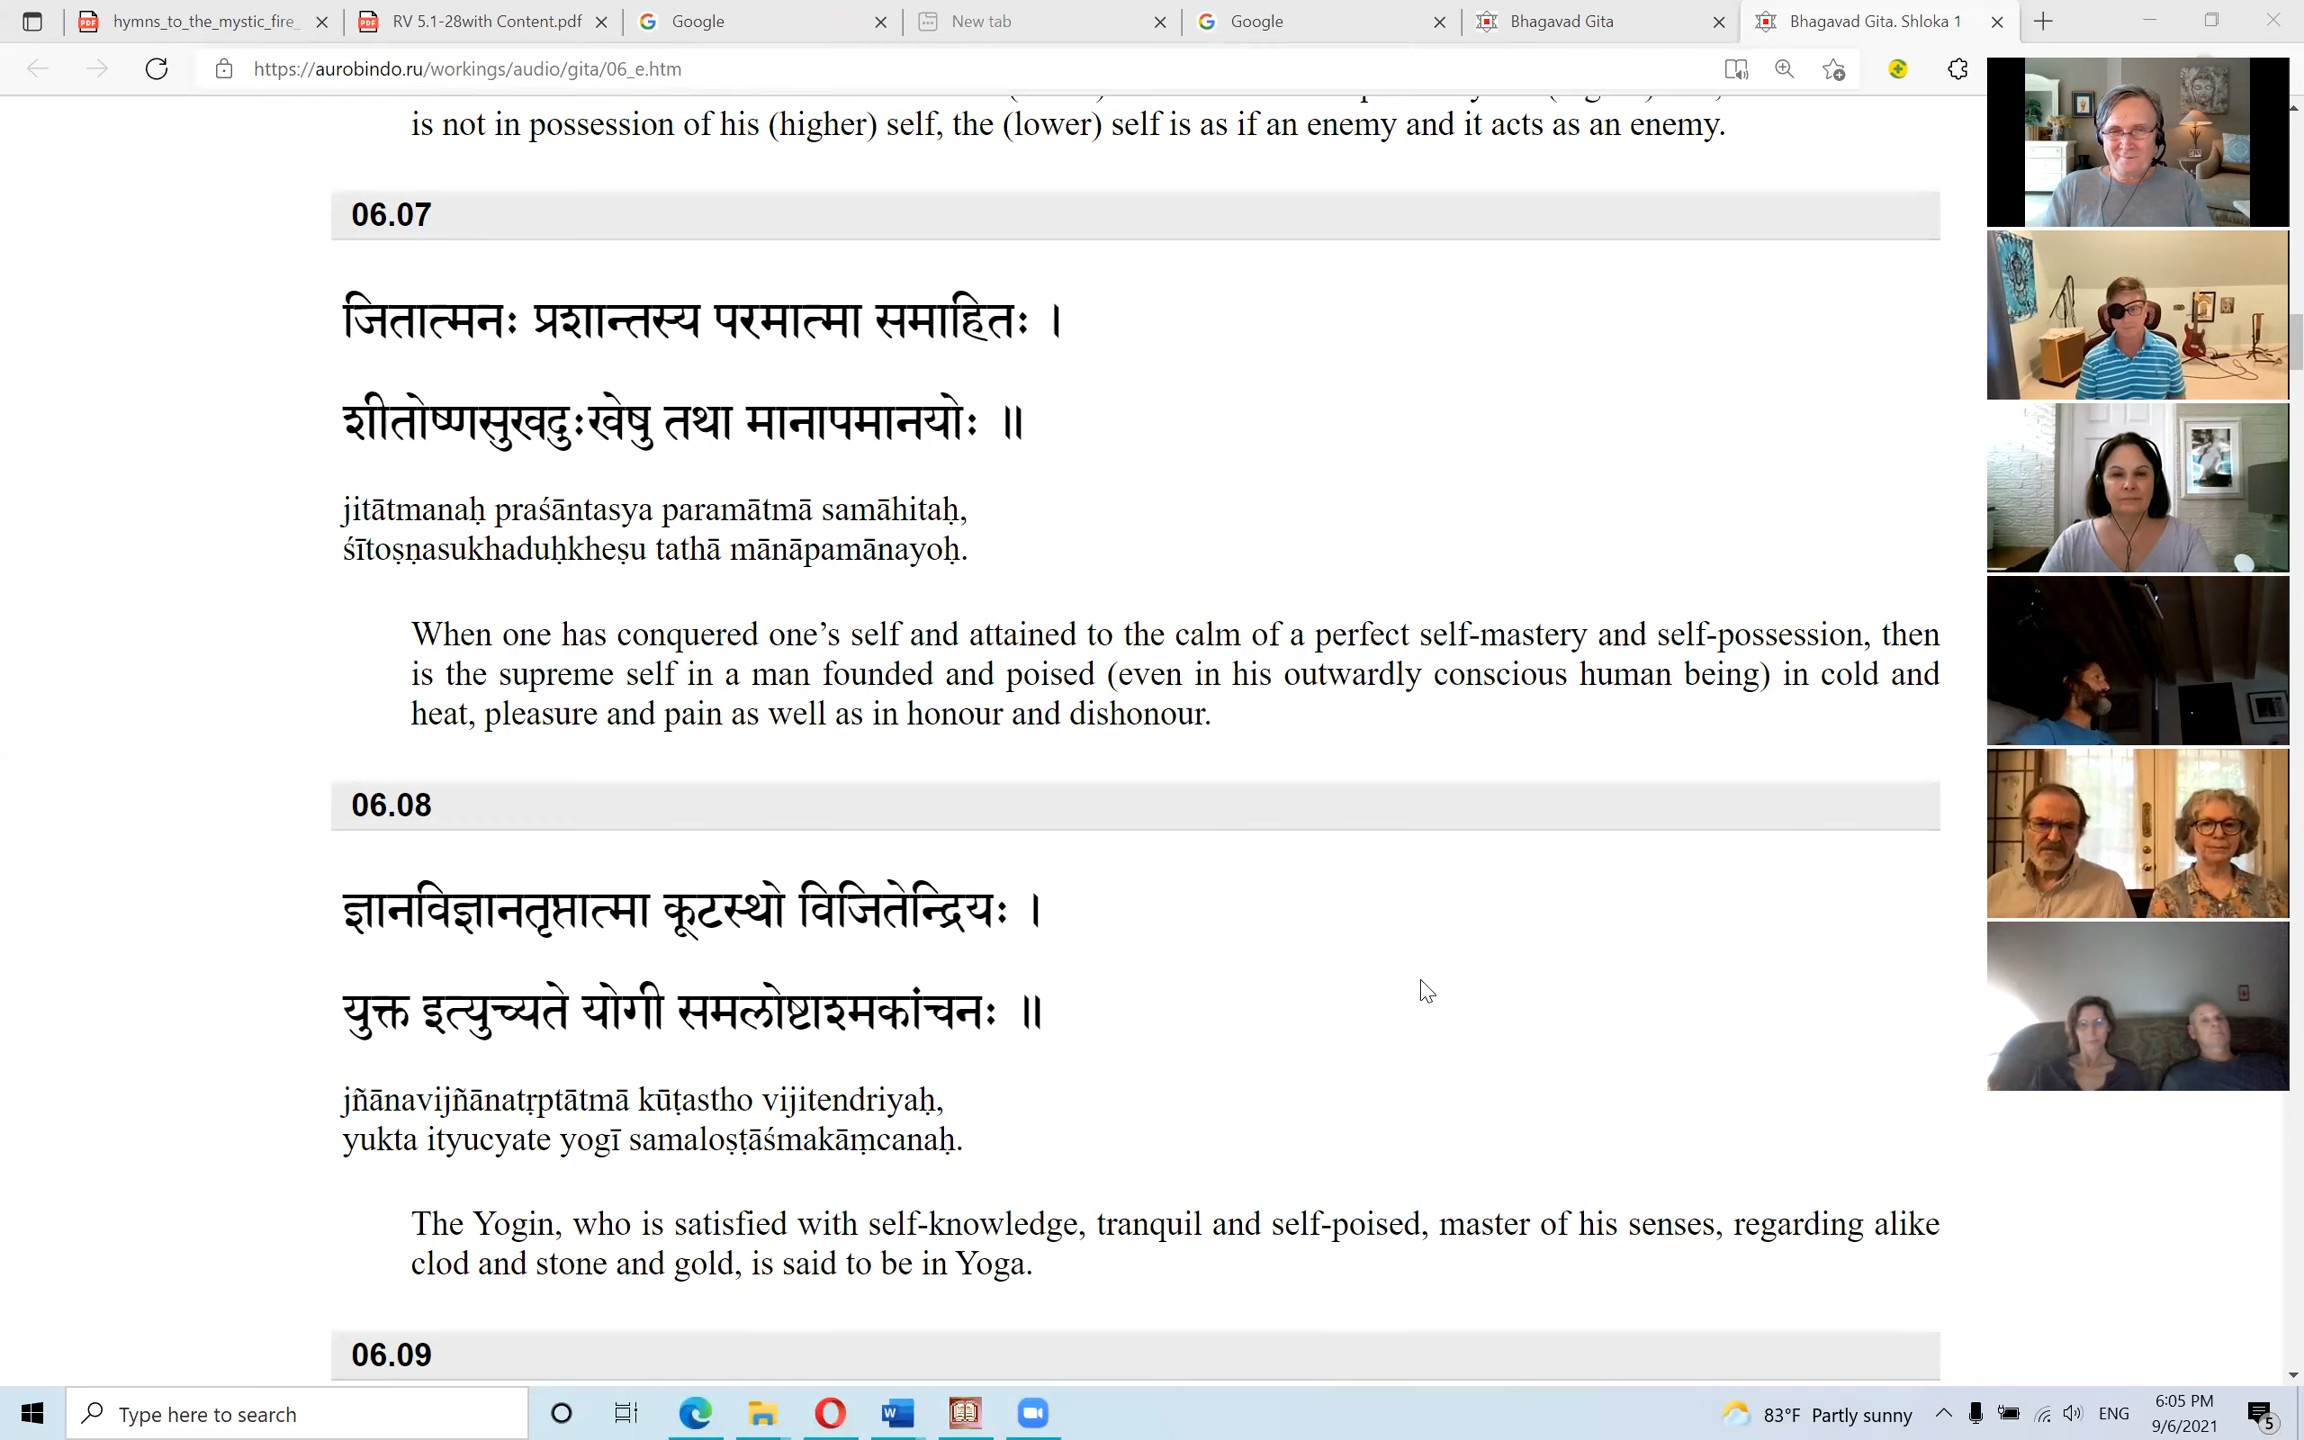 hymns_to_the_mystic_fire_
RV 5.1-28with Content.pdf
Google
New tab
Google
Bhagavad Gita
Bhagavad Gita. Shloka 1
https://aurobindo.ru/workings/audio/gita/06_e.htm
is not in possession of his (higher) self, the (lower) self is as if an enemy and it acts as an enemy.
06.07
जितात्मनः प्रशान्तस्य परमात्मा समाहितः ।
शीतोष्णसुखदुःखेषु तथा मानापमानयोः ॥
jitātmanaḥ praśāntasya paramātmā samāhitaḥ,
śītoṣṇasukhaduḥkheṣu tathā mānāpamānayoḥ.
When one has conquered one’s self and attained to the calm of a perfect self-mastery and self-possession, then
is the supreme self in a man founded and poised (even in his outwardly conscious human being) in cold and
heat, pleasure and pain as well as in honour and dishonour.
06.08
ज्ञानविज्ञानतृप्तात्मा कूटस्थो विजितेन्द्रियः ।
युक्त इत्युच्यते योगी समलोष्टाश्मकांचनः ॥
jñānavijñānatṛptātmā kūṭastho vijitendriyaḥ,
yukta ityucyate yogī samaloṣṭāśmakāṃcanaḥ.
The Yogin, who is satisfied with self-knowledge, tranquil and self-poised, master of his senses, regarding alike
clod and stone and gold, is said to be in Yoga.
06.09
Type here to search
83°F Partly sunny
ENG
6:05 PM
9/6/2021
5